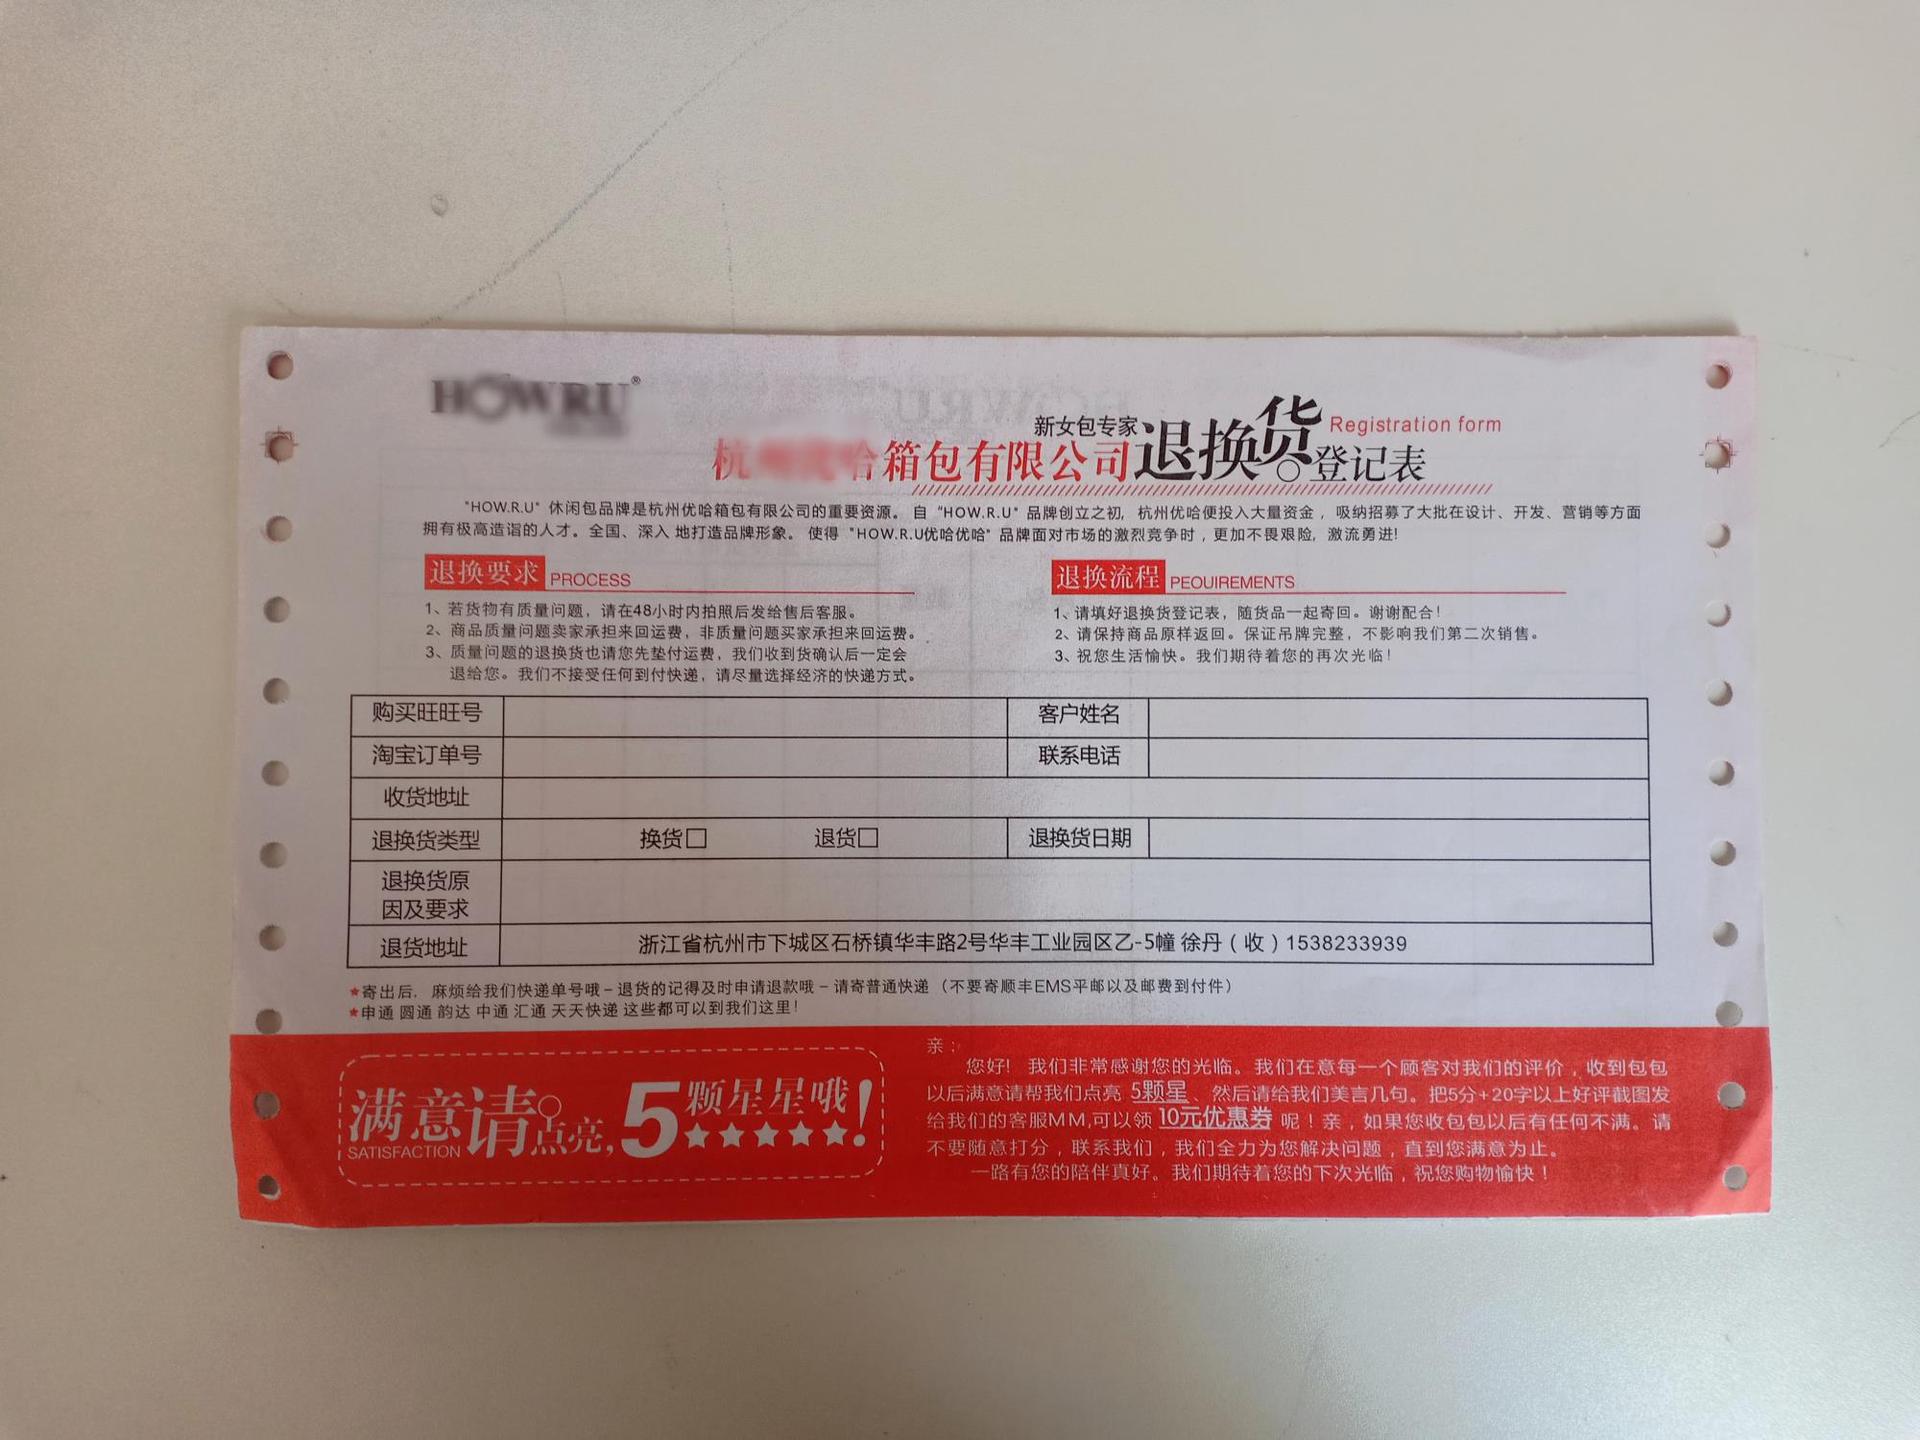 HOWRU®
新女包专家
杭 哈箱包有限公司退换货登记表 Registration form
"HOW.R.U" 休闲包品牌是杭州优哈箱包有限公司的重要资源。 自 "HOW.R.U" 品牌创立之初, 杭州优哈便投入大量资金 ，吸纳招募了大批在设计、开发、营销等方面
拥有极高造诣的人才。全国、深入 地打造品牌形象。 使得 "HOW.R.U优哈优哈" 品牌面对市场的激烈竞争时，更加不畏艰险, 激流勇进!
退换要求 PROCESS
1、若货物有质量问题，请在48小时内拍照后发给售后客服。
2、商品质量问题卖家承担来回运费，非质量问题买家承担来回运费。
3、质量问题的退换货也请您先垫付运费，我们收到货确认后一定会
退给您。我们不接受任何到付快递，请尽量选择经济的快递方式。
退换流程 PEOUIREMENTS
1、请填好退换货登记表，随货品一起寄回。谢谢配合！
2、请保持商品原样返回。保证吊牌完整，不影响我们第二次销售。
3、祝您生活愉快。我们期待着您的再次光临！
购买旺旺号 客户姓名
淘宝订单号 联系电话
收货地址
退换货类型 换货□ 退货□ 退换货日期
退换货原
因及要求
退货地址 浙江省杭州市下城区石桥镇华丰路2号华丰工业园区乙-5幢 徐丹（收）1538233939
★寄出后, 麻烦给我们快递单号哦－退货的记得及时申请退款哦－请寄普通快递 （不要寄顺丰EMS平邮以及邮费到付件）
★申通 圆通 韵达 中通 汇通 天天快递 这些都可以到我们这里！
满意请点亮,5颗星星哦!
SATISFACTION ★★★★★
亲：
您好! 我们非常感谢您的光临。我们在意每一个顾客对我们的评价，收到包包
以后满意请帮我们点亮 5颗星、然后请给我们美言几句。把5分+20字以上好评截图发
给我们的客服MM,可以领 10元优惠券 呢！亲，如果您收包包以后有任何不满。请
不要随意打分，联系我们，我们全力为您解决问题，直到您满意为止。
一路有您的陪伴真好。我们期待着您的下次光临，祝您购物愉快！